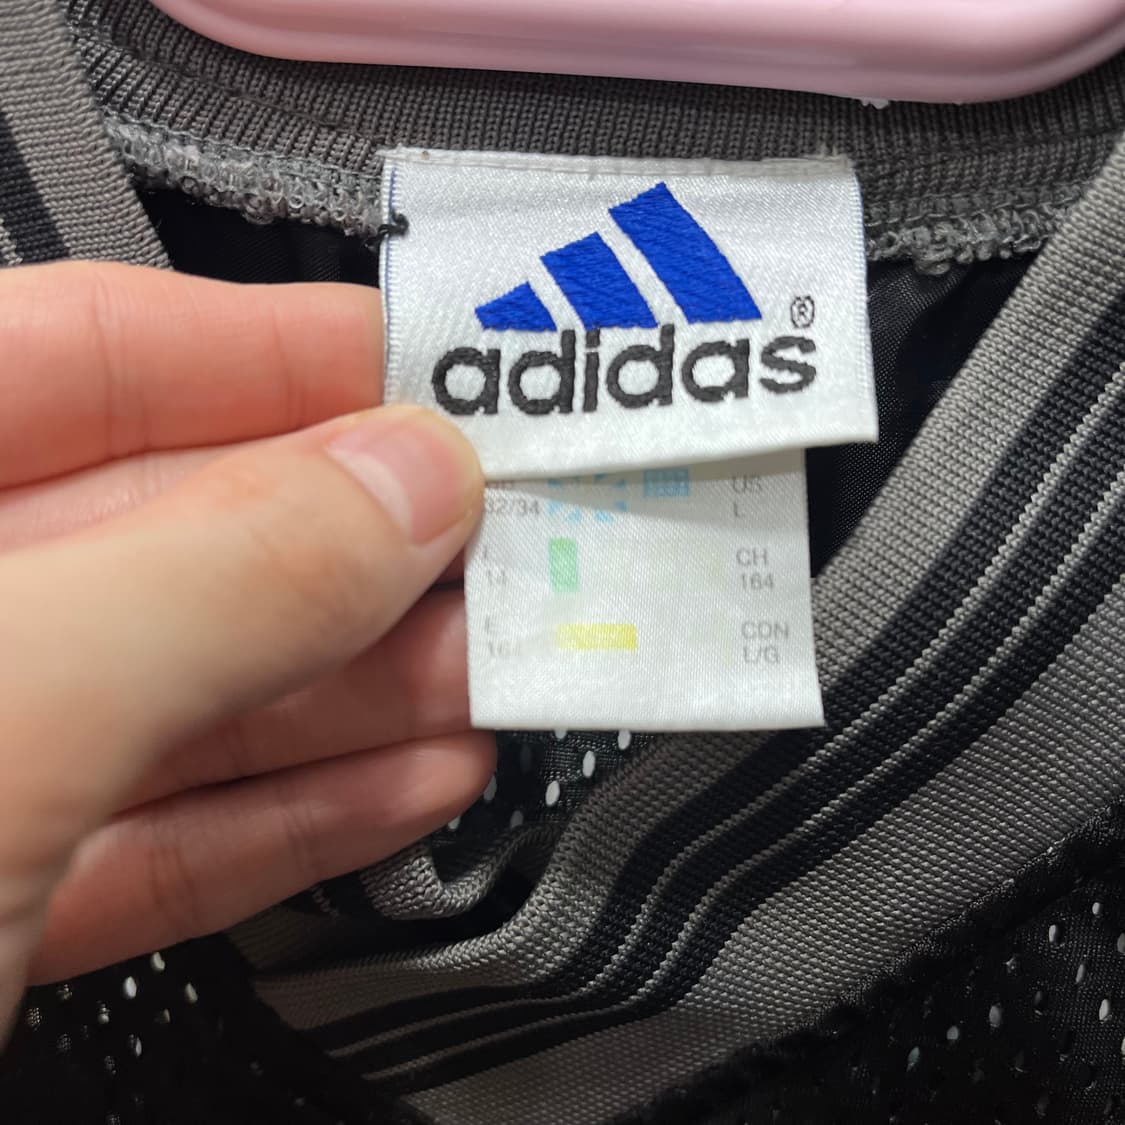 adidas®
US
32/34
L
14
CH
164
E
164
CDN
L/G